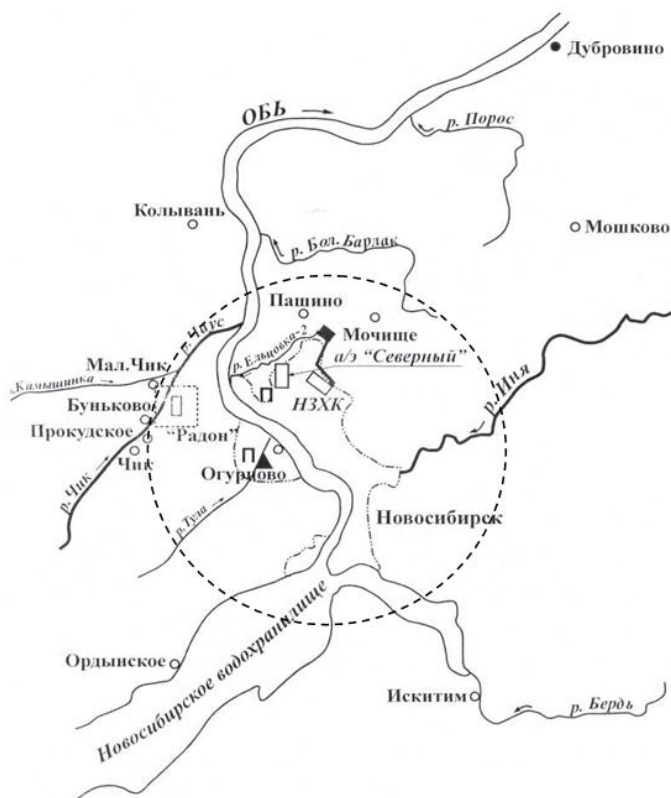 Дубровино
ОБЬ
р. Порос
Колывань
Мошково
р. Бол. Бардак
Пашино
р. Чаус
Мочище
а/э “Северный”
р. Ельцовка-2
Мал.Чик
р.Камышинка
р. Иня
Буньково
П
НЗХК
Прокудское
“Радон”
П
Чик
Огурцово
р. Чик
Новосибирск
р.Тула
Новосибирское водохранилище
Ордынское
Искитим
р. Бердь